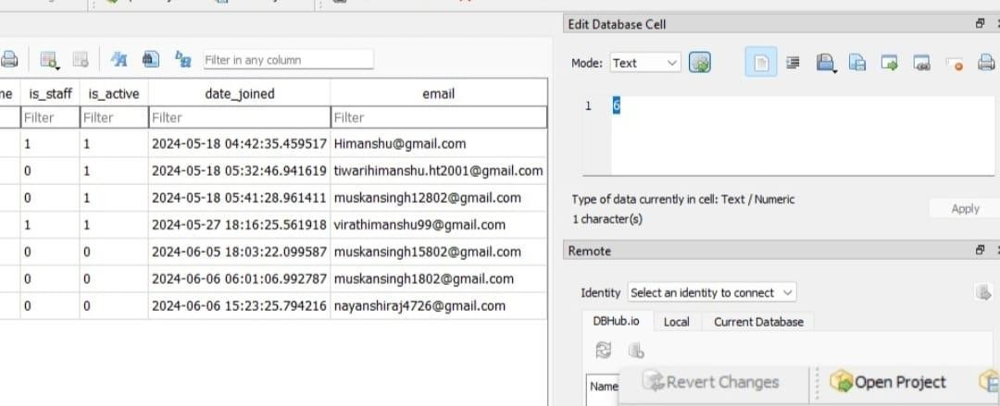 Edit Database Cell
Mode: Text
Filter in any column
me is_staff is_active date_joined email
Filter Filter Filter Filter
1 6
1 1 2024-05-18 04:42:35.459517 Himanshu@gmail.com
0 1 2024-05-18 05:32:46.941619 tiwarihimanshu.ht2001@gmail.com
0 1 2024-05-18 05:41:28.961411 muskansingh12802@gmail.com
1 1 2024-05-27 18:16:25.561918 virathimanshu99@gmail.com
0 0 2024-06-05 18:03:22.099587 muskansingh15802@gmail.com
0 0 2024-06-06 06:01:06.992787 muskansingh1802@gmail.com
0 0 2024-06-06 15:23:25.794216 nayanshiraj4726@gmail.com
Type of data currently in cell: Text / Numeric
1 character(s)
Apply
Remote
Identity Select an identity to connect
DBHub.io Local Current Database
Name
Revert Changes Open Project